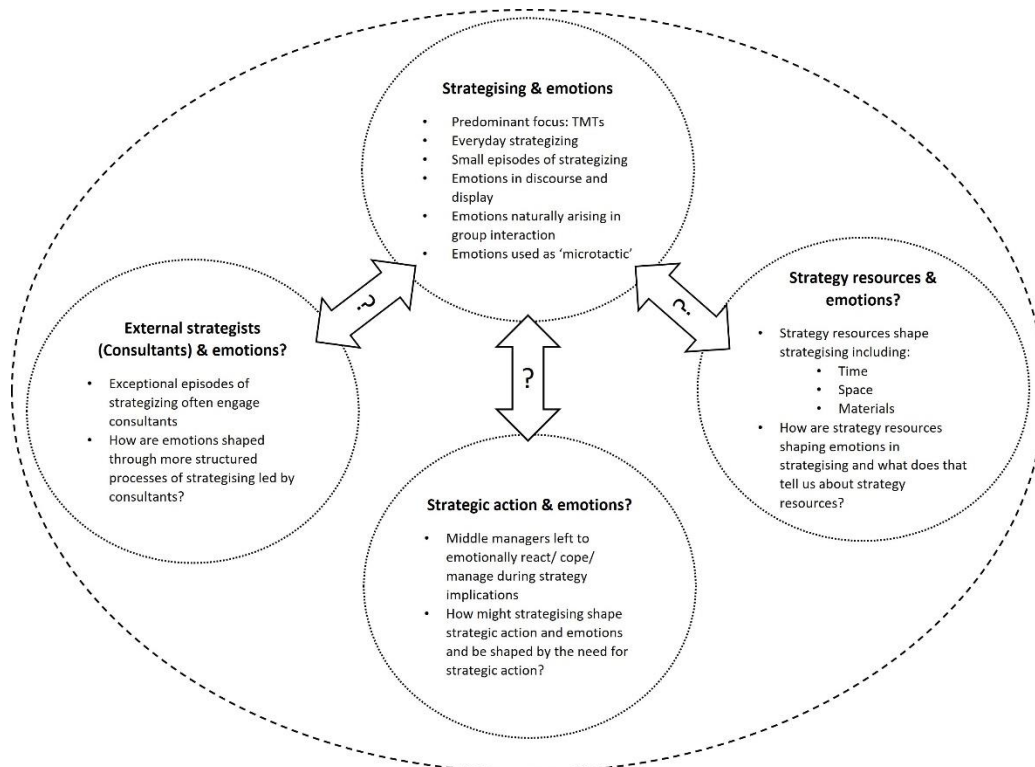 Strategising & emotions
• Predominant focus: TMTs
• Everyday strategizing
• Small episodes of strategizing
• Emotions in discourse and
display
• Emotions naturally arising in
group interaction
• Emotions used as ‘microtactic’
?
?
?
External strategists
(Consultants) & emotions?
• Exceptional episodes of
strategizing often engage
consultants
• How are emotions shaped
through more structured
processes of strategising led by
consultants?
Strategy resources &
emotions?
• Strategy resources shape
strategising including:
• Time
• Space
• Materials
• How are strategy resources
shaping emotions in
strategising and what does that
tell us about strategy
resources?
Strategic action & emotions?
• Middle managers left to
emotionally react/ cope/
manage during strategy
implications
• How might strategising shape
strategic action and emotions
and be shaped by the need for
strategic action?